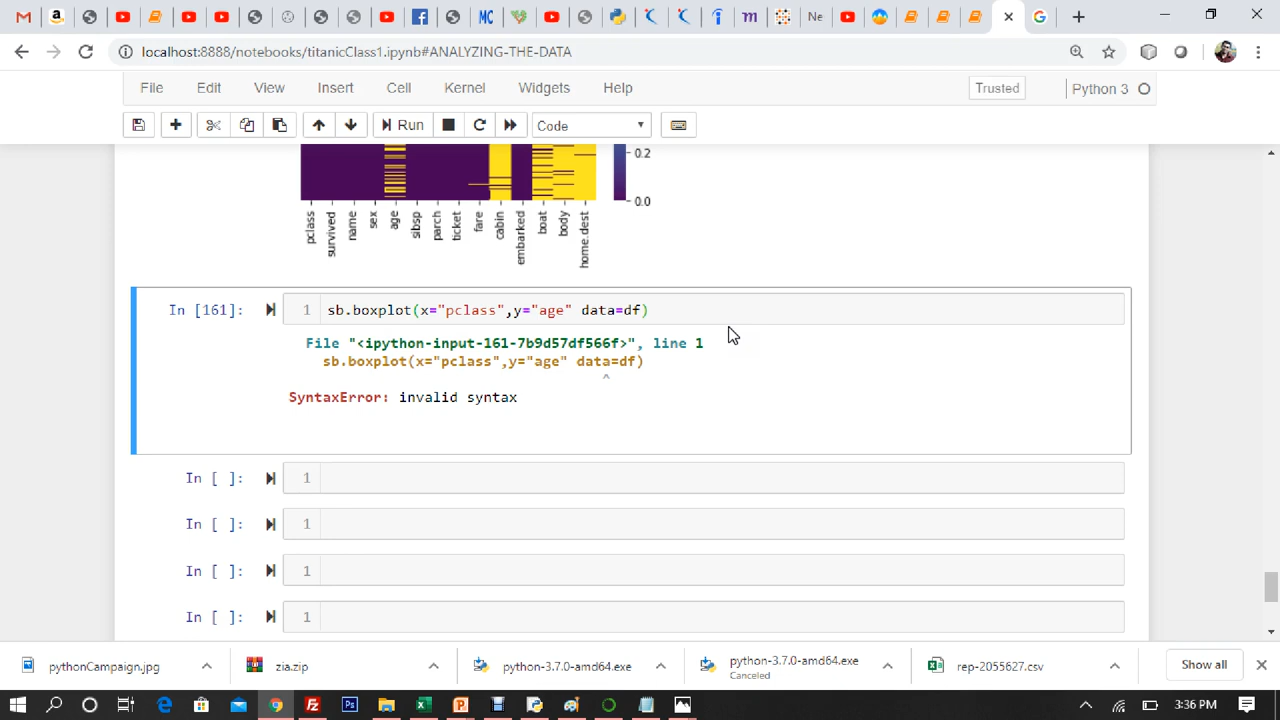 MC
Ne
localhost:8888/notebooks/titanicClass1.ipynb#ANALYZING-THE-DATA
File Edit View Insert Cell Kernel Widgets Help Trusted Python 3
Run Code
0.2
0.0
pclass survived name sex age sibsp parch ticket fare cabin embarked boat body home.dest
In [161]: 1 sb.boxplot(x="pclass",y="age" data=df)
File "<ipython-input-161-7b9d57df566f>", line 1
sb.boxplot(x="pclass",y="age" data=df)
^
SyntaxError: invalid syntax
In [ ]: 1
In [ ]: 1
In [ ]: 1
In [ ]: 1
pythonCampaign.jpg zia.zip python-3.7.0-amd64.exe python-3.7.0-amd64.exe rep-2055627.csv Show all
Canceled
3:36 PM